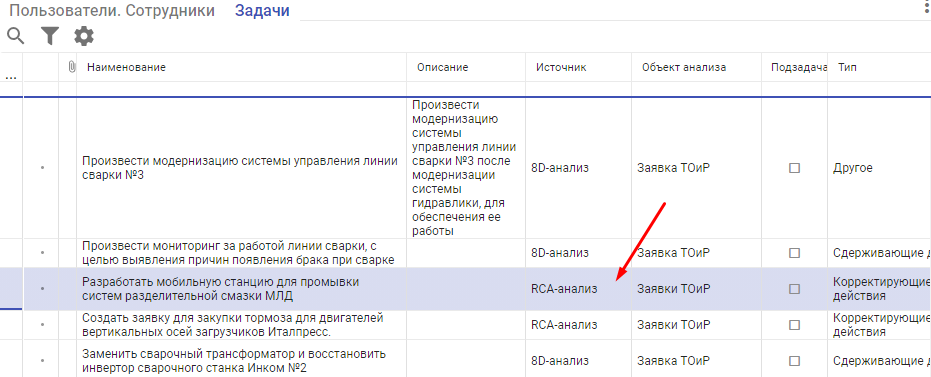 Пользователи. Сотрудники Задачи
... Наименование Описание Источник Объект анализа Подзадача Тип
Произвести модернизацию системы управления линии
сварки №3
Произвести
модернизацию
системы
управления линии
сварки №3 после
модернизации
системы
гидравлики, для
обеспечения ее
работы
8D-анализ Заявка ТОиР Другое
Произвести мониторинг за работой линии сварки, с
целью выявления причин появления брака при сварке
8D-анализ Заявка ТОиР Сдерживающие д
Разработать мобильную станцию для промывки
систем разделительной смазки МЛД
RCA-анализ Заявки ТОиР Корректирующие
действия
Создать заявку для закупки тормоза для двигателей
вертикальных осей загрузчиков Италпресс.
RCA-анализ Заявки ТОиР Корректирующие
действия
Заменить сварочный трансформатор и восстановить
инвертор сварочного станка Инком №2
8D-анализ Заявка ТОиР Сдерживающие д